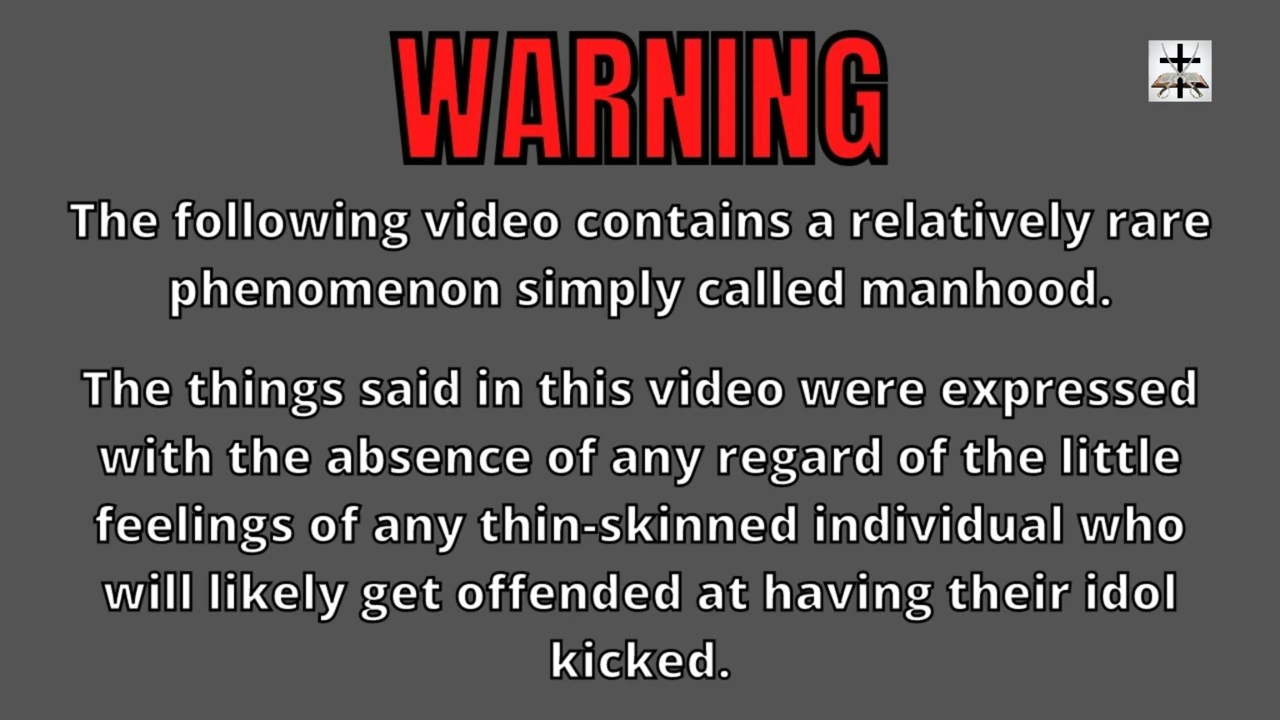 WARNING
The following video contains a relatively rare
phenomenon simply called manhood.
The things said in this video were expressed
with the absence of any regard of the little
feelings of any thin-skinned individual who
will likely get offended at having their idol
kicked.